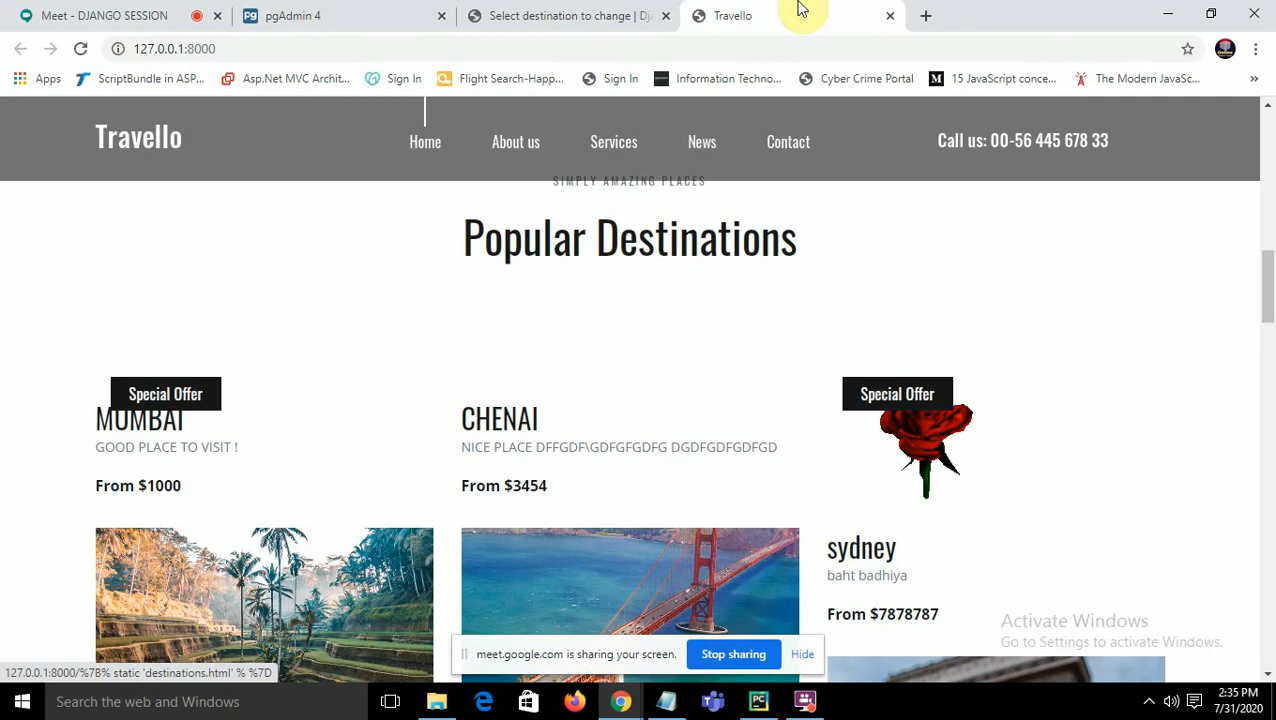 Meet - DJANGO SESSION
pgAdmin 4
Select destination to change | Dj
Travello
127.0.0.1:8000
Apps
ScriptBundle in ASP...
Asp.Net MVC Archit...
Sign In
Flight Search-Happ...
Sign In
Information Techno...
Cyber Crime Portal
15 JavaScript conce...
The Modern JavaSc...
»
Travello
Home
About us
Services
News
Contact
Call us: 00-56 445 678 33
SIMPLY AMAZING PLACES
Popular Destinations
Special Offer
MUMBAI
GOOD PLACE TO VISIT !
From $1000
CHENAI
NICE PLACE DFFGDF\GDFGFGDFG DGDFGDFGDFGD
From $3454
Special Offer
sydney
baht badhiya
From $7878787
Activate Windows
Go to Settings to activate Windows.
meet.google.com is sharing your screen.
Stop sharing
Hide
127.0.0.1:8000/%7B% static 'destinations.html' % %7D
Search the web and Windows
2:35 PM
7/31/2020